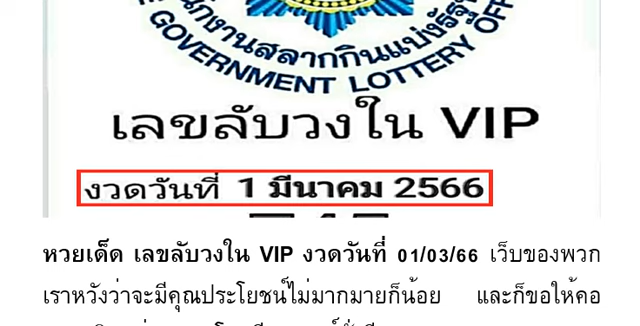 สำนักงานสลากกินแบ่งรัฐบาล
GOVERNMENT LOTTERY OFFICE
เลขลับวงใน VIP
งวดวันที่ 1 มีนาคม 2566
หวยเด็ด เลขลับวงใน VIP งวดวันที่ 01/03/66 เว็บของพวก
เราหวังว่าจะมีคุณประโยชน์ไม่มากมายก็น้อย และก็ขอให้คอ